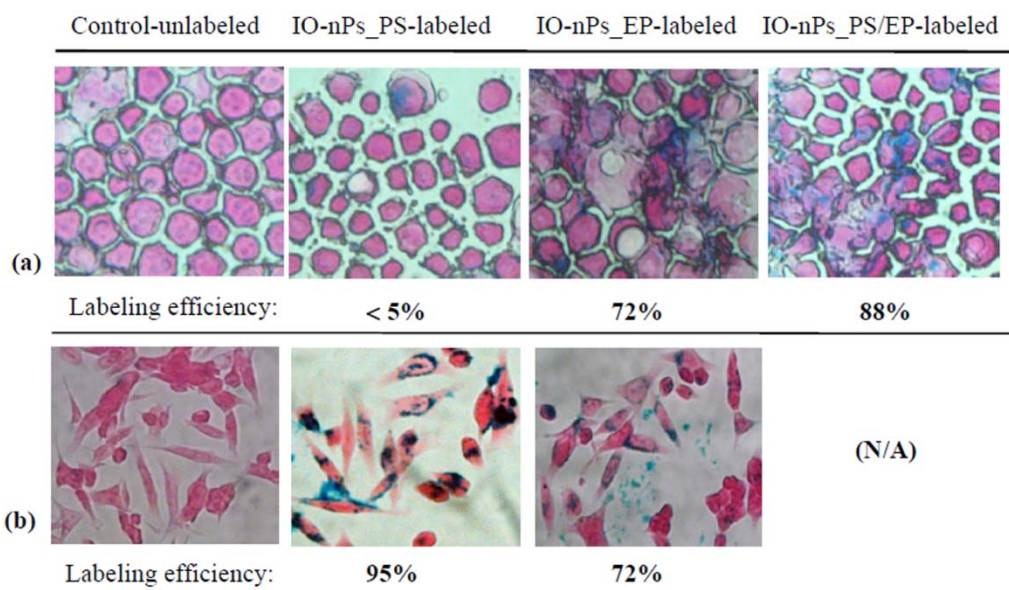 Control-unlabeled IO-nPs_PS-labeled IO-nPs_EP-labeled IO-nPs_PS/EP-labeled
(a)
Labeling efficiency: < 5% 72% 88%
(N/A)
(b)
Labeling efficiency: 95% 72%